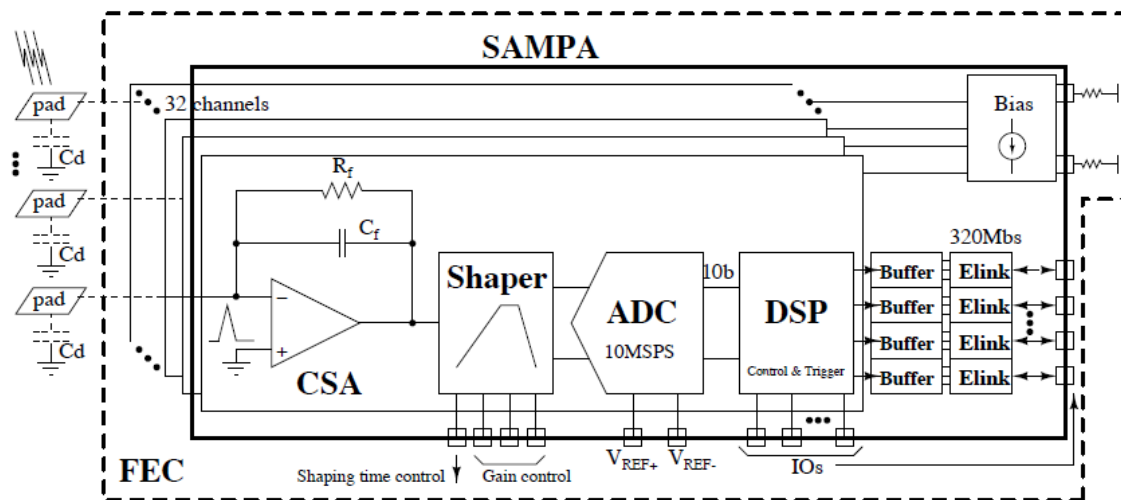 SAMPA
pad
32 channels
Bias
Cd
Rf
pad
Cf
320Mbs
Cd
Shaper
10b
Buffer
Elink
pad
−
ADC
DSP
Buffer
Elink
10MSPS
Buffer
Elink
Cd
+
CSA
Control & Trigger
Buffer
Elink
FEC
Shaping time control
Gain control
VREF+
VREF-
IOs